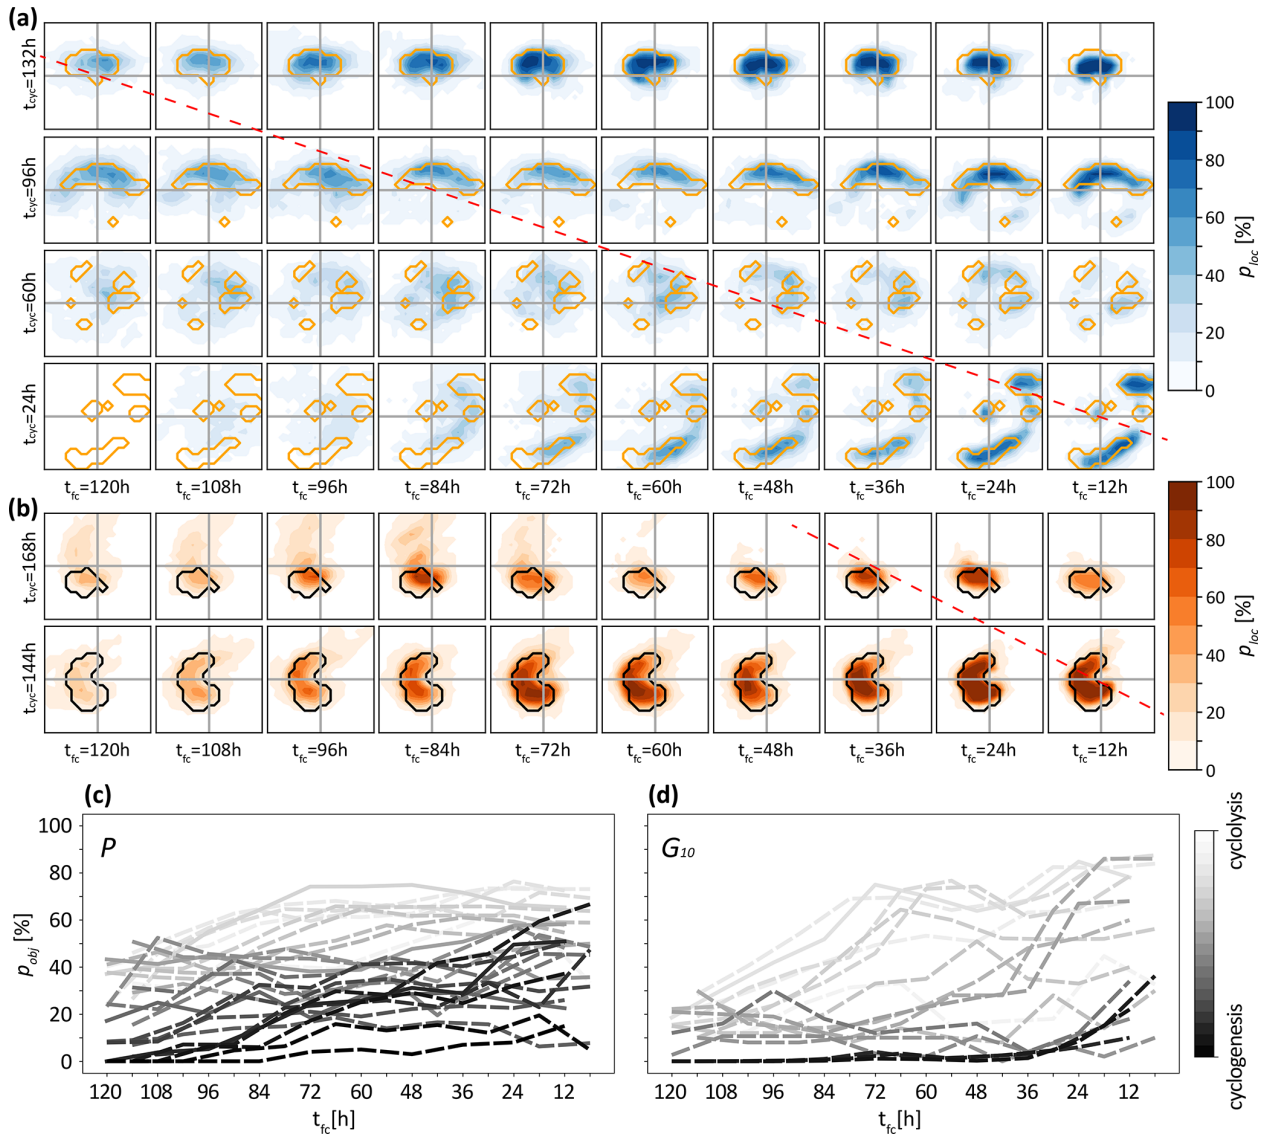 (a)
t_cyc=132h
t_cyc=96h
t_cyc=60h
t_cyc=24h
t_fc=120h t_fc=108h t_fc=96h t_fc=84h t_fc=72h t_fc=60h t_fc=48h t_fc=36h t_fc=24h t_fc=12h
100
80
60
40
20
0
p_loc [%]
(b)
t_cyc=168h
t_cyc=144h
t_fc=120h t_fc=108h t_fc=96h t_fc=84h t_fc=72h t_fc=60h t_fc=48h t_fc=36h t_fc=24h t_fc=12h
100
80
60
40
20
0
p_loc [%]
(c)
P
100
80
60
40
20
0
p_obj [%]
120 108 96 84 72 60 48 36 24 12
t_fc[h]
(d)
G_10
120 108 96 84 72 60 48 36 24 12
t_fc[h]
cyclolysis
cyclogenesis